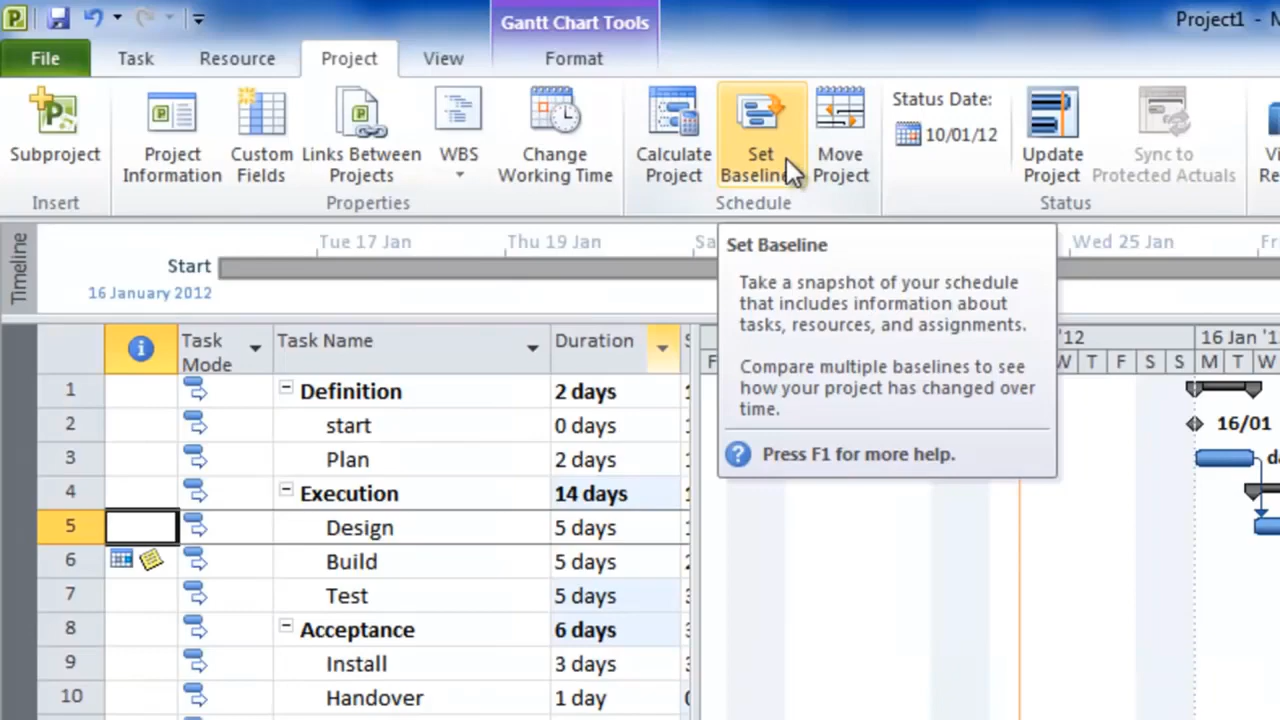 Gantt Chart Tools
Project1 -
File
Task
Resource
Project
View
Format
Subproject
Project
Information
Custom
Fields
Links Between
Projects
WBS
Change
Working Time
Calculate
Project
Set
Baseline
Move
Project
Status Date:
10/01/12
Update
Project
Sync to
Protected Actuals
Insert
Properties
Schedule
Status
Timeline
Tue 17 Jan
Thu 19 Jan
Sa
Wed 25 Jan
Start
16 January 2012
Set Baseline
Take a snapshot of your schedule
that includes information about
tasks, resources, and assignments.
Compare multiple baselines to see
how your project has changed over
time.
Press F1 for more help.
Task
Mode
Task Name
Duration
S
'12
16 Jan '1
F
W T F S S M T W
1 Definition 2 days
2 start 0 days
16/01
3 Plan 2 days
4 Execution 14 days
5 Design 5 days
6 Build 5 days
7 Test 5 days
8 Acceptance 6 days
9 Install 3 days
10 Handover 1 day